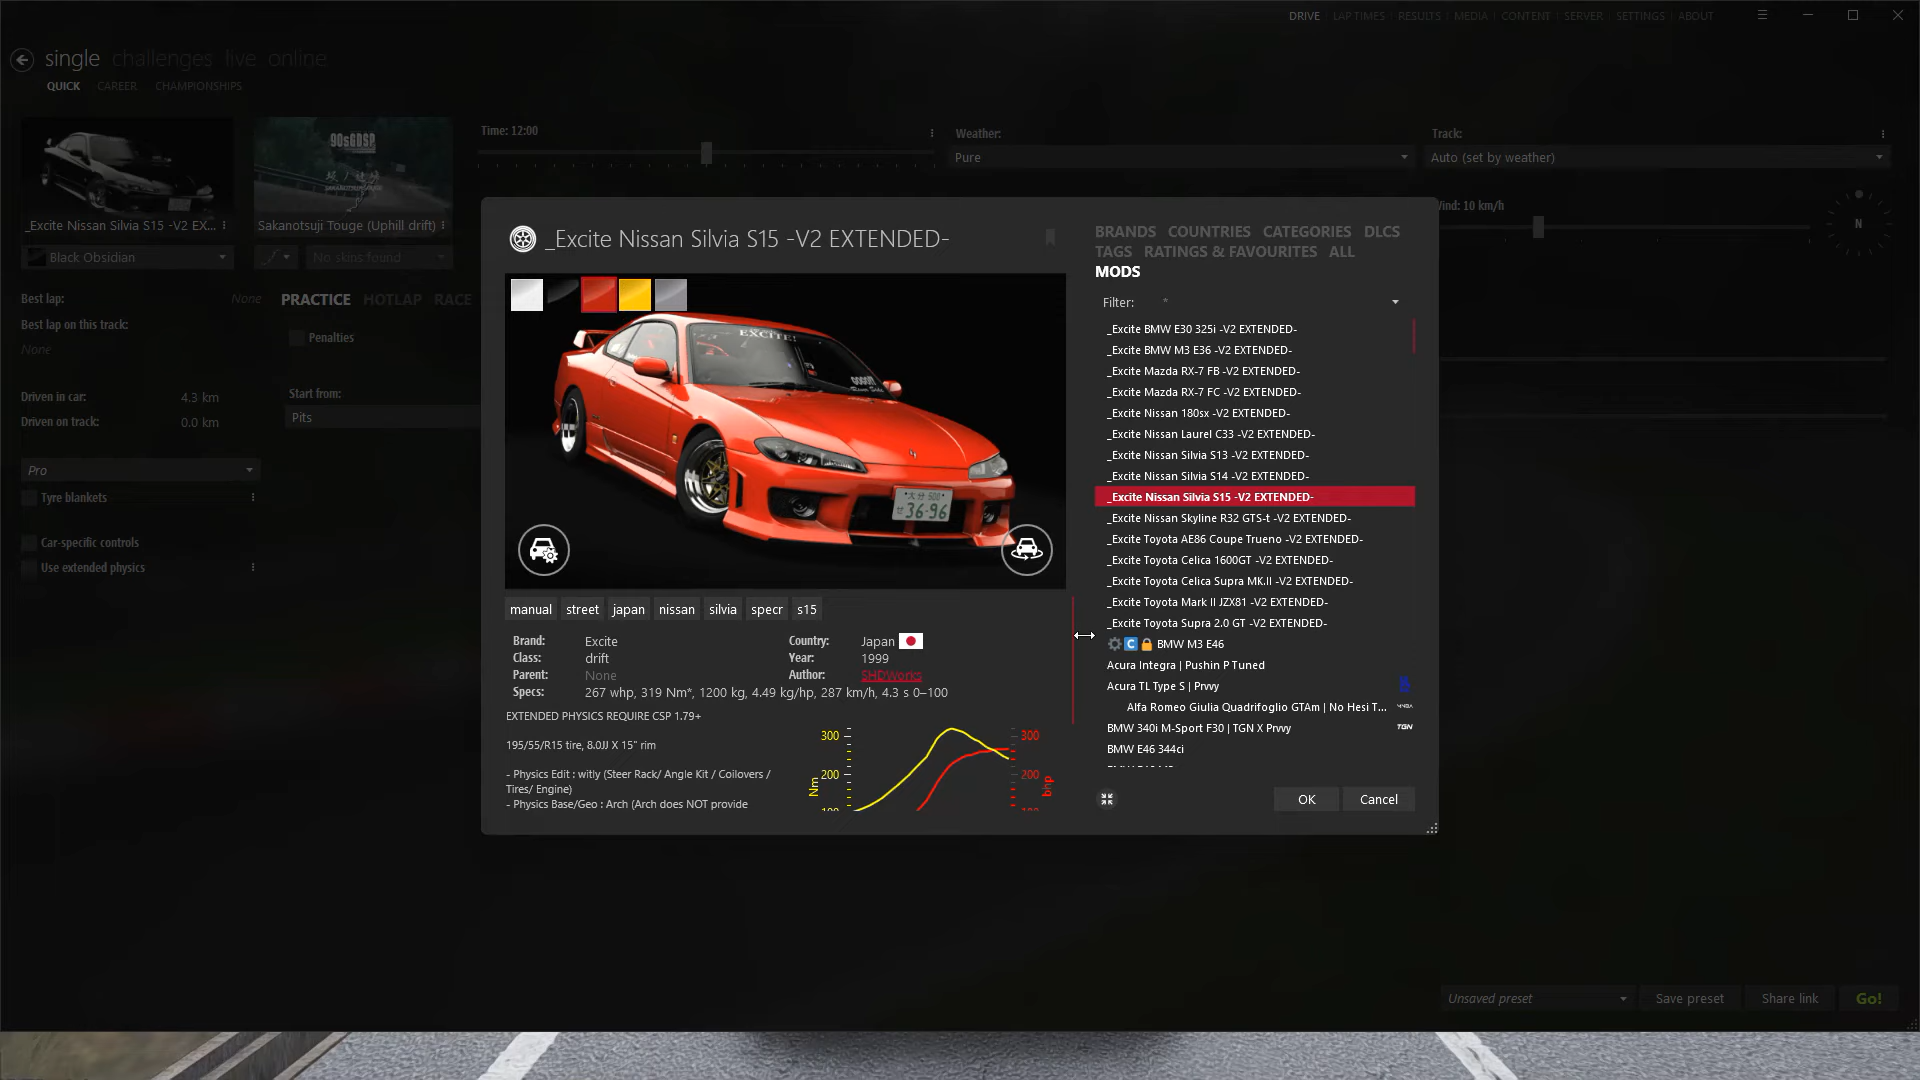 DRIVE LAP TIMES RESULTS MEDIA CONTENT SERVER SETTINGS ABOUT
single challenges live online
QUICK CAREER CHAMPIONSHIPS
90sGDSP
_Excite Nissan Silvia S15 -V2 EX...
Sakanotsuji Touge (Uphill drift)
Black Obsidian
No skins found
Time: 12:00
Weather:
Pure
Track:
Auto (set by weather)
Wind: 10 km/h
N
Best lap: None
Best lap on this track:
None
Driven in car: 4.3 km
Driven on track: 0.0 km
Pro
Tyre blankets
Car-specific controls
Use extended physics
PRACTICE HOTLAP RACE
Penalties
Start from:
Pits
_Excite Nissan Silvia S15 -V2 EXTENDED-
EXCITE!
大分 500
せ 36-96
manual street japan nissan silvia specr s15
Brand: Excite
Country: Japan
Class: drift
Year: 1999
Parent: None
Author: SHDWorks
Specs: 267 whp, 319 Nm*, 1200 kg, 4.49 kg/hp, 287 km/h, 4.3 s 0–100
EXTENDED PHYSICS REQUIRE CSP 1.79+
195/55/R15 tire, 8.0JJ X 15" rim
- Physics Edit : witly (Steer Rack/ Angle Kit / Coilovers /
Tires/ Engine)
- Physics Base/Geo : Arch (Arch does NOT provide
300 300
200 200
100 100
Nm
bhp
BRANDS COUNTRIES CATEGORIES DLCS
TAGS RATINGS & FAVOURITES ALL
MODS
Filter: *
_Excite BMW E30 325i -V2 EXTENDED-
_Excite BMW M3 E36 -V2 EXTENDED-
_Excite Mazda RX-7 FB -V2 EXTENDED-
_Excite Mazda RX-7 FC -V2 EXTENDED-
_Excite Nissan 180sx -V2 EXTENDED-
_Excite Nissan Laurel C33 -V2 EXTENDED-
_Excite Nissan Silvia S13 -V2 EXTENDED-
_Excite Nissan Silvia S14 -V2 EXTENDED-
_Excite Nissan Silvia S15 -V2 EXTENDED-
_Excite Nissan Skyline R32 GTS-t -V2 EXTENDED-
_Excite Toyota AE86 Coupe Trueno -V2 EXTENDED-
_Excite Toyota Celica 1600GT -V2 EXTENDED-
_Excite Toyota Celica Supra MK.II -V2 EXTENDED-
_Excite Toyota Mark II JZX81 -V2 EXTENDED-
_Excite Toyota Supra 2.0 GT -V2 EXTENDED-
C BMW M3 E46
Acura Integra | Pushin P Tuned
Acura TL Type S | Prvvy
Alfa Romeo Giulia Quadrifoglio GTAm | No Hesi T...
BMW 340i M-Sport F30 | TGN X Prvvy TGN
BMW E46 344ci
OK Cancel
Unsaved preset
Save preset
Share link
Go!